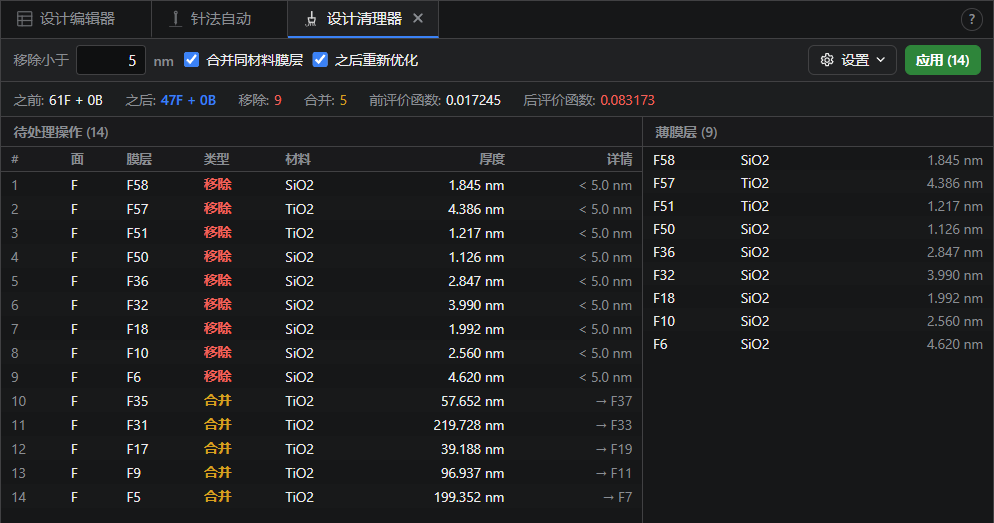 设计编辑器 针法自动 设计清理器 ✕ ?
移除小于 5 nm 合并同材料膜层 之后重新优化 设置 应用 (14)
之前: 61F + 0B 之后: 47F + 0B 移除: 9 合并: 5 前评价函数: 0.017245 后评价函数: 0.083173
待处理操作 (14)
# 面 膜层 类型 材料 厚度 详情
1 F F58 移除 SiO2 1.845 nm < 5.0 nm
2 F F57 移除 TiO2 4.386 nm < 5.0 nm
3 F F51 移除 TiO2 1.217 nm < 5.0 nm
4 F F50 移除 SiO2 1.126 nm < 5.0 nm
5 F F36 移除 SiO2 2.847 nm < 5.0 nm
6 F F32 移除 SiO2 3.990 nm < 5.0 nm
7 F F18 移除 SiO2 1.992 nm < 5.0 nm
8 F F10 移除 SiO2 2.560 nm < 5.0 nm
9 F F6 移除 SiO2 4.620 nm < 5.0 nm
10 F F35 合并 TiO2 57.652 nm → F37
11 F F31 合并 TiO2 219.728 nm → F33
12 F F17 合并 TiO2 39.188 nm → F19
13 F F9 合并 TiO2 96.937 nm → F11
14 F F5 合并 TiO2 199.352 nm → F7
薄膜层 (9)
F58 SiO2 1.845 nm
F57 TiO2 4.386 nm
F51 TiO2 1.217 nm
F50 SiO2 1.126 nm
F36 SiO2 2.847 nm
F32 SiO2 3.990 nm
F18 SiO2 1.992 nm
F10 SiO2 2.560 nm
F6 SiO2 4.620 nm